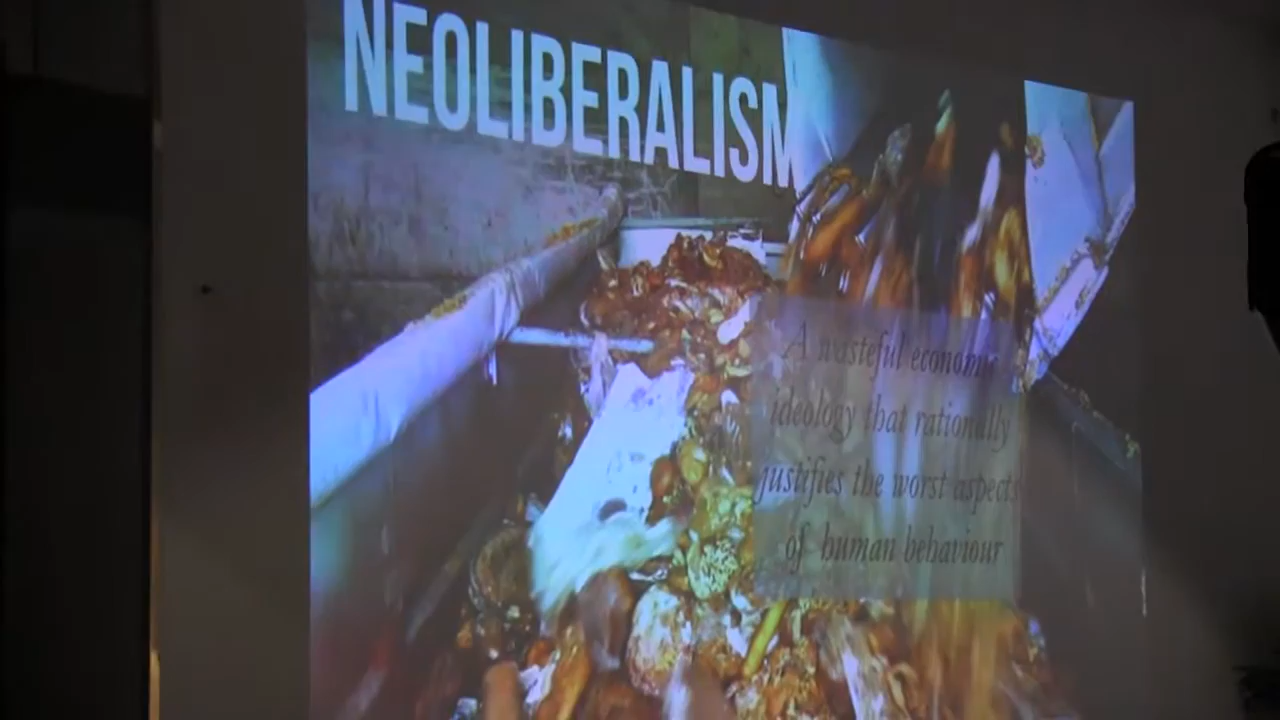 NEOLIBERALISM
A wasteful economic
ideology that rationally
justifies the worst aspects
of human behaviour